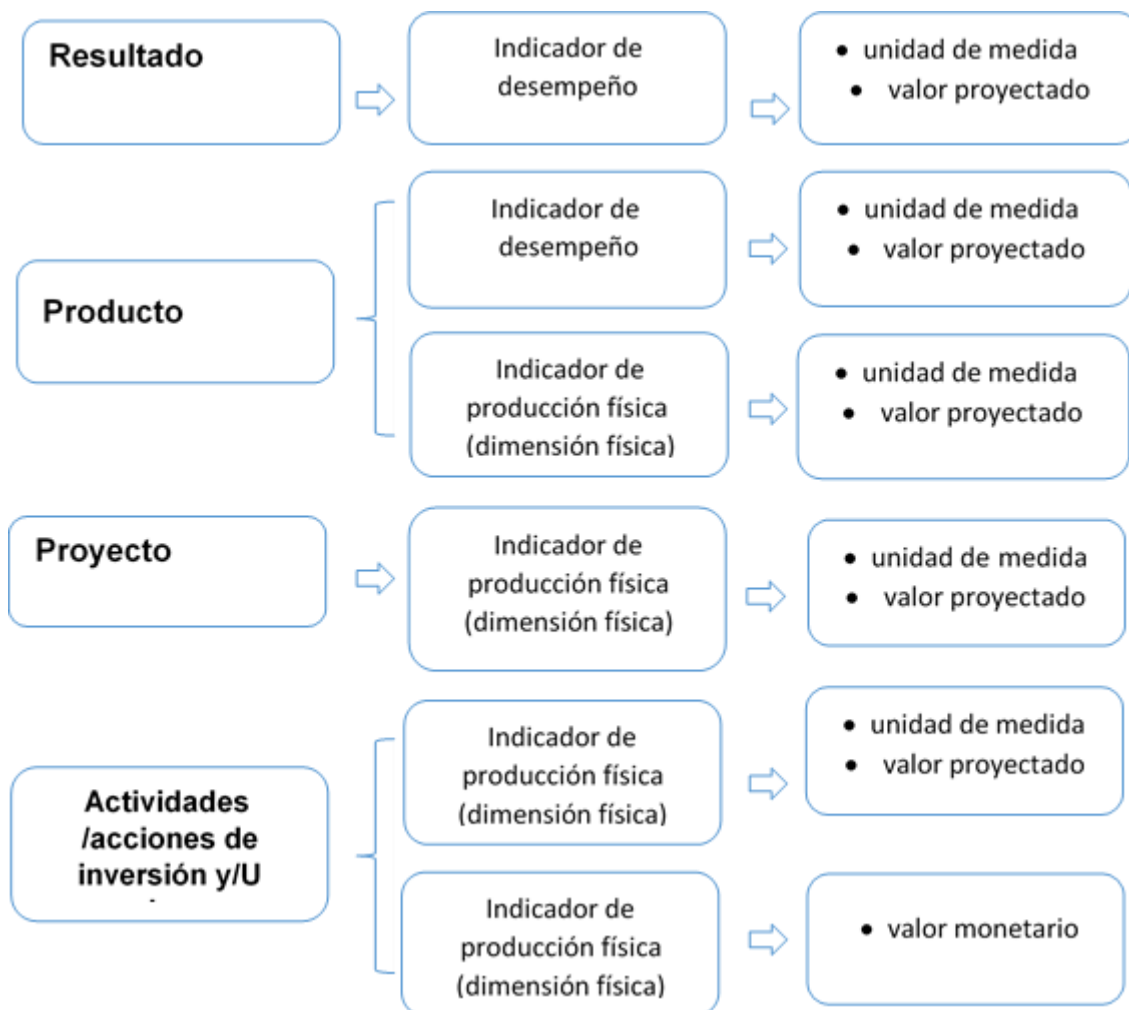 Resultado
Indicador de
desempeño
• unidad de medida
• valor proyectado
Producto
Indicador de
desempeño
• unidad de medida
• valor proyectado
Indicador de
producción física
(dimensión física)
• unidad de medida
• valor proyectado
Proyecto
Indicador de
producción física
(dimensión física)
• unidad de medida
• valor proyectado
Actividades
/acciones de
inversión y/U
Indicador de
producción física
(dimensión física)
• unidad de medida
• valor proyectado
Indicador de
producción física
(dimensión física)
• valor monetario